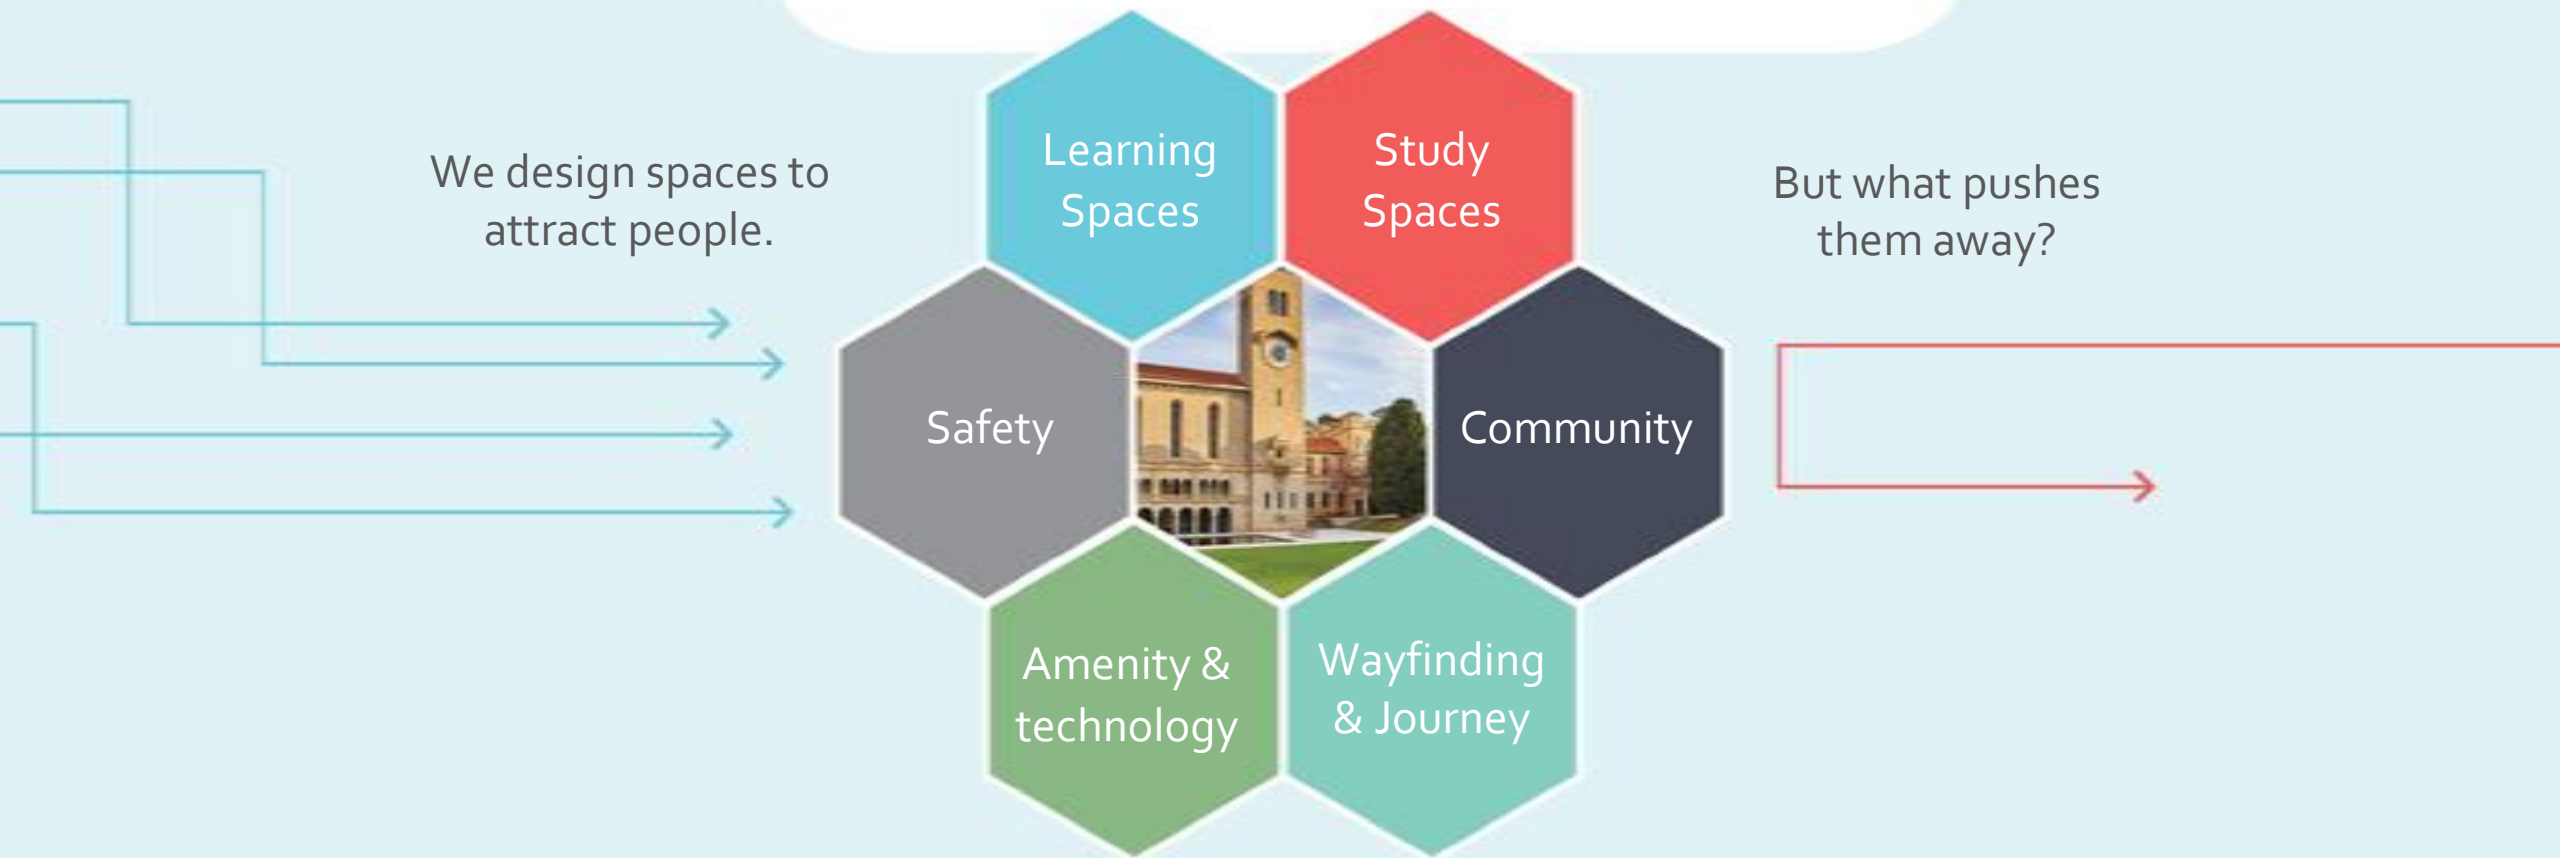 We design spaces to
attract people.
Learning
Spaces
Study
Spaces
But what pushes
them away?
Safety
Community
Amenity &
technology
Wayfinding
& Journey